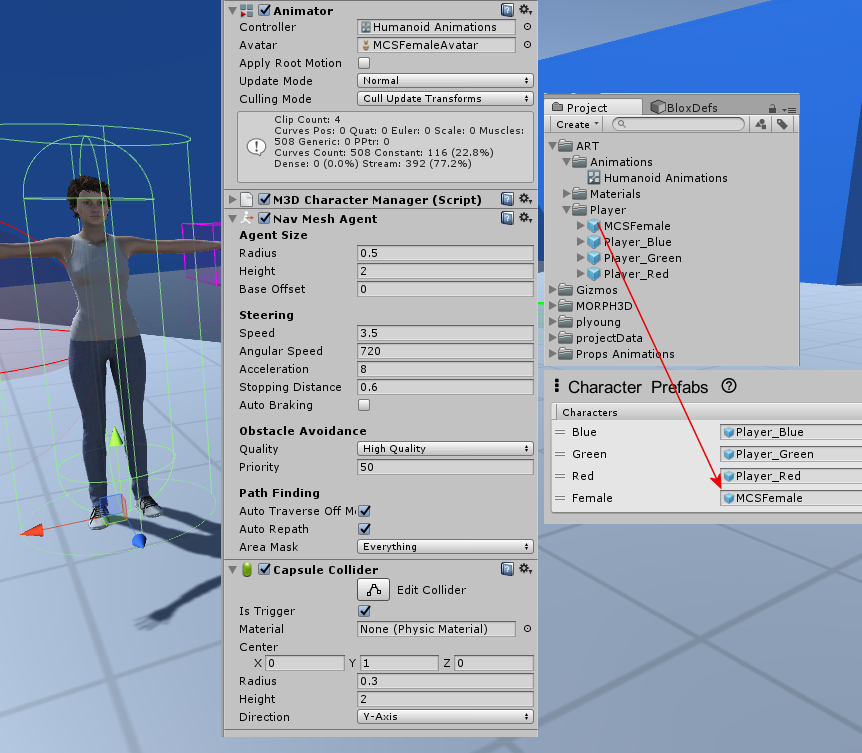 Animator
Controller Humanoid Animations
Avatar MCSFemaleAvatar
Apply Root Motion
Update Mode Normal
Culling Mode Cull Update Transforms
Clip Count: 4
Curves Pos: 0 Quat: 0 Euler: 0 Scale: 0 Muscles:
508 Generic: 0 PPtr: 0
Curves Count: 508 Constant: 116 (22.8%)
Dense: 0 (0.0%) Stream: 392 (77.2%)
M3D Character Manager (Script)
Nav Mesh Agent
Agent Size
Radius 0.5
Height 2
Base Offset 0
Steering
Speed 3.5
Angular Speed 720
Acceleration 8
Stopping Distance 0.6
Auto Braking
Obstacle Avoidance
Quality High Quality
Priority 50
Path Finding
Auto Traverse Off M
Auto Repath
Area Mask Everything
Capsule Collider
Edit Collider
Is Trigger
Material None (Physic Material)
Center
X 0 Y 1 Z 0
Radius 0.3
Height 2
Direction Y-Axis
Project BloxDefs
Create
ART
Animations
Humanoid Animations
Materials
Player
MCSFemale
Player_Blue
Player_Green
Player_Red
Gizmos
MORPH3D
plyoung
projectData
Props Animations
Character Prefabs
Characters
Blue Player_Blue
Green Player_Green
Red Player_Red
Female MCSFemale